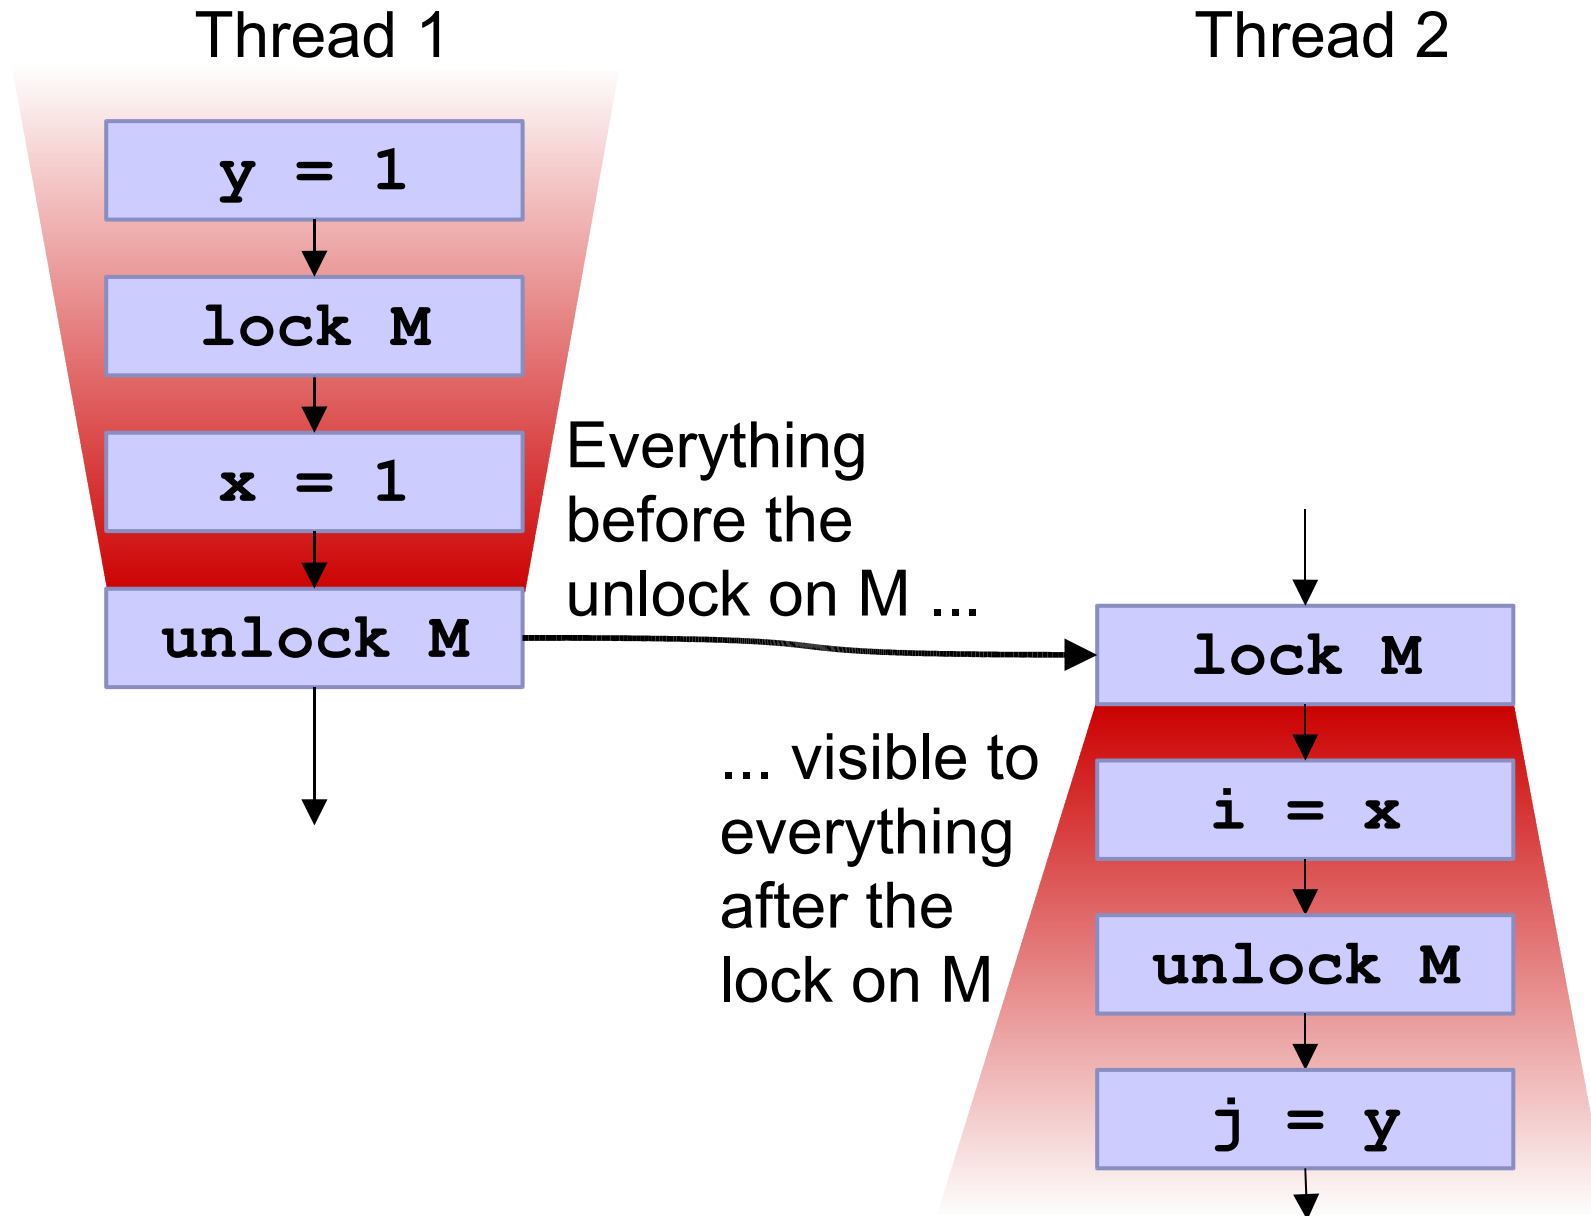 Thread 1
Thread 2
y = 1
lock M
x = 1
unlock M
Everything
before the
unlock on M ...
lock M
... visible to
everything
after the
lock on M
i = x
unlock M
j = y